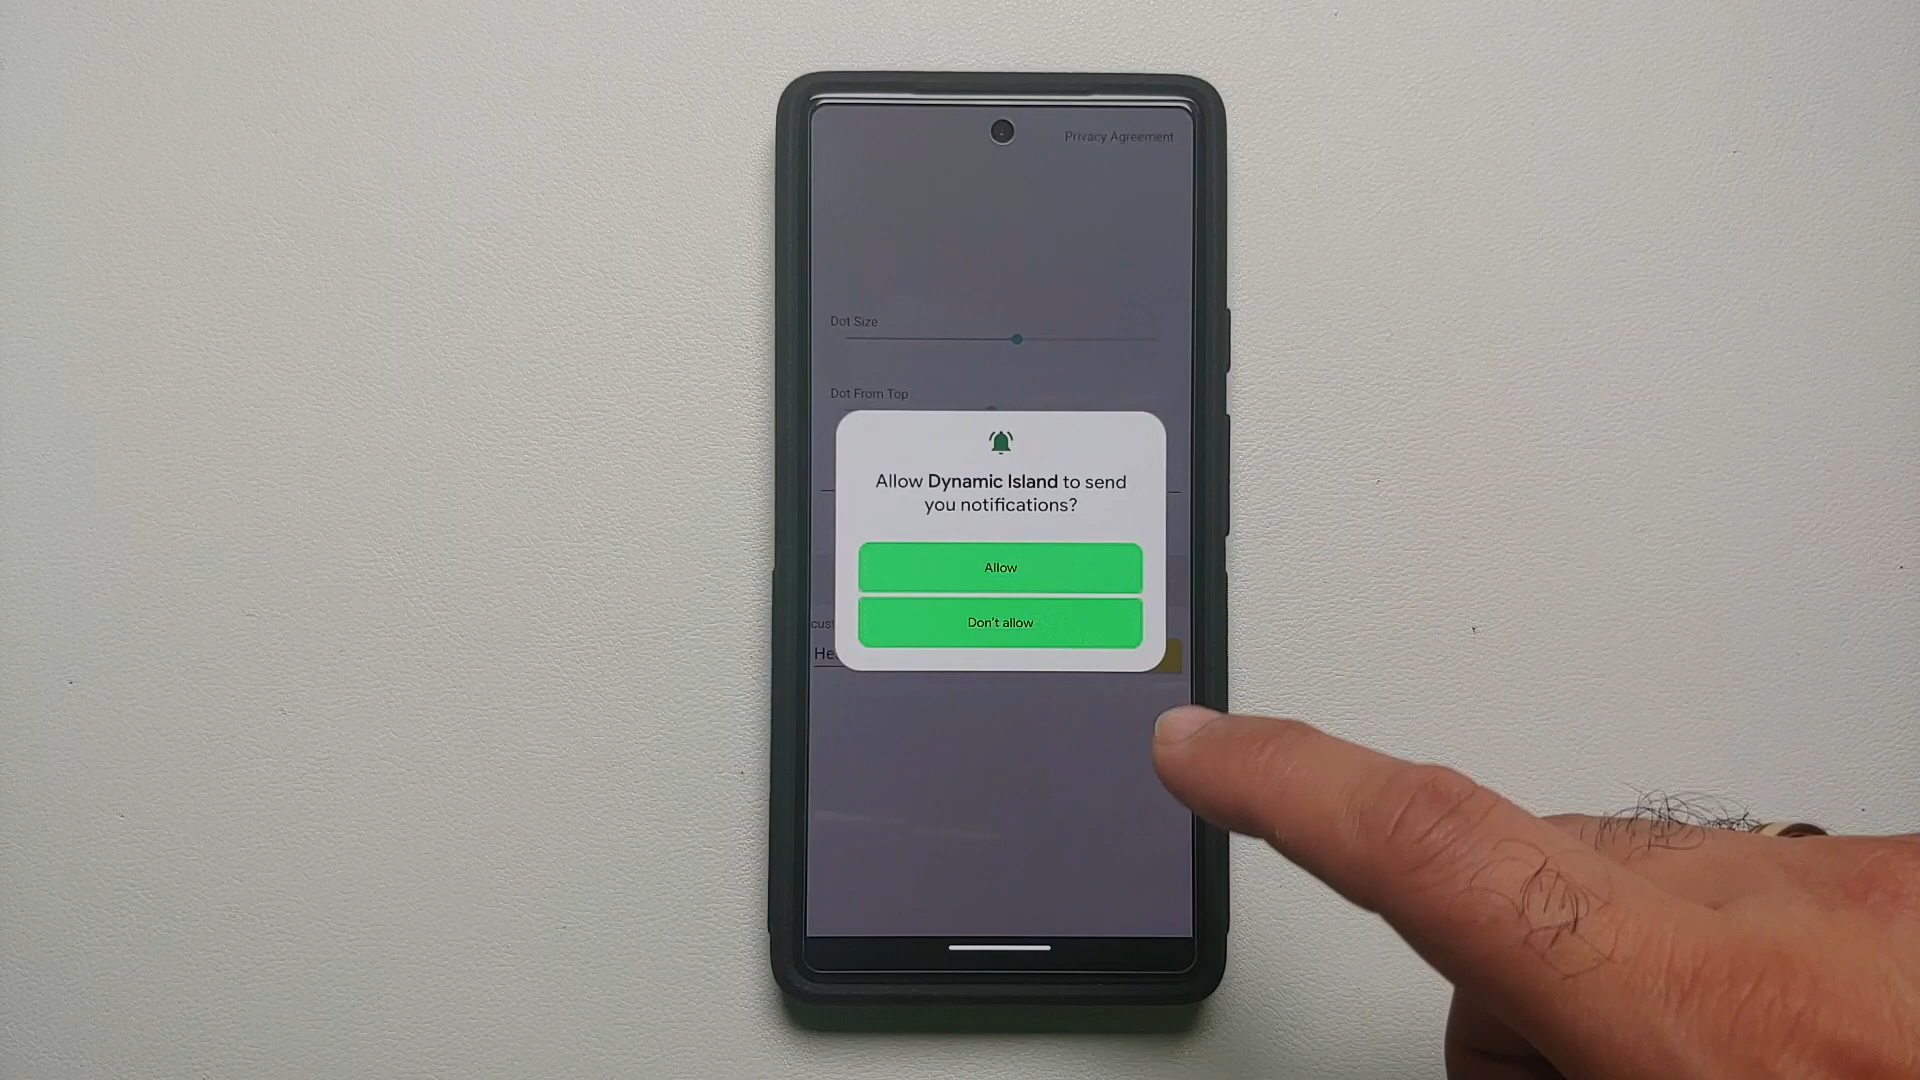 Privacy Agreement
Dot Size
Dot From Top
Allow Dynamic Island to send
you notifications?
Allow
Don't allow
cust
He